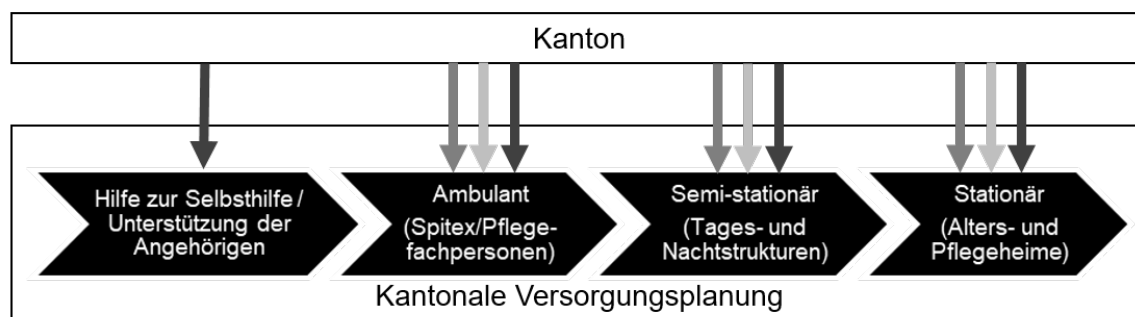 Kanton
Hilfe zur Selbsthilfe /
Unterstützung der
Angehörigen
Ambulant
(Spitex/Pflege-
fachpersonen)
Semi-stationär
(Tages- und
Nachtstrukturen)
Stationär
(Alters- und
Pflegeheime)
Kantonale Versorgungsplanung